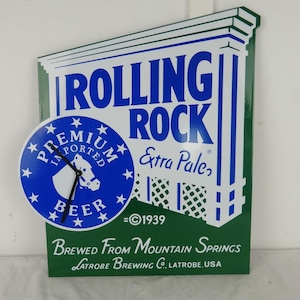 ROLLING
ROCK
Extra Pale
PREMIUM
IMPORTED
BEER
=©1939
BREWED FROM MOUNTAIN SPRINGS
LATROBE BREWING CO. LATROBE. USA